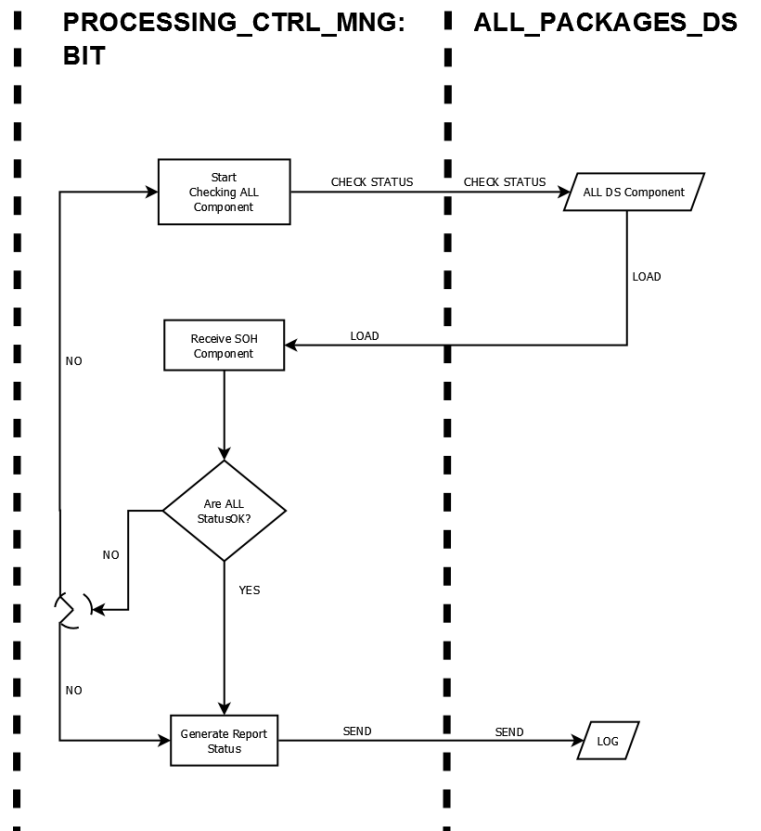 PROCESSING_CTRL_MNG:
BIT
ALL_PACKAGES_DS
Start
Checking ALL
Component
CHECK STATUS
CHECK STATUS
ALL DS Component
LOAD
Receive SOH
Component
LOAD
NO
Are ALL
StatusOK?
NO
YES
NO
Generate Report
Status
SEND
SEND
LOG